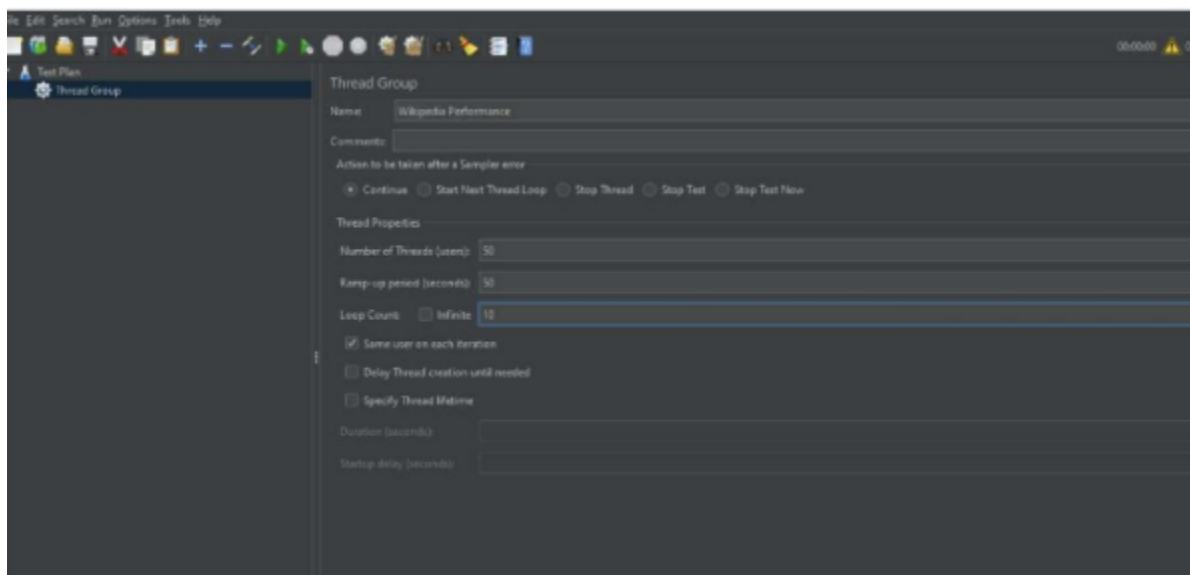 le Edit Search Run Options Tools Help
00:00:00
Test Plan
Thread Group
Thread Group
Name: Wikipedia Performance
Comments:
Action to be taken after a Sampler error
Continue Start Next Thread Loop Stop Thread Stop Test Stop Test Now
Thread Properties
Number of Threads (users): 50
Ramp-up period (seconds): 50
Loop Count: Infinite 10
Same user on each iteration
Delay Thread creation until needed
Specify Thread lifetime
Duration (seconds):
Startup delay (seconds):